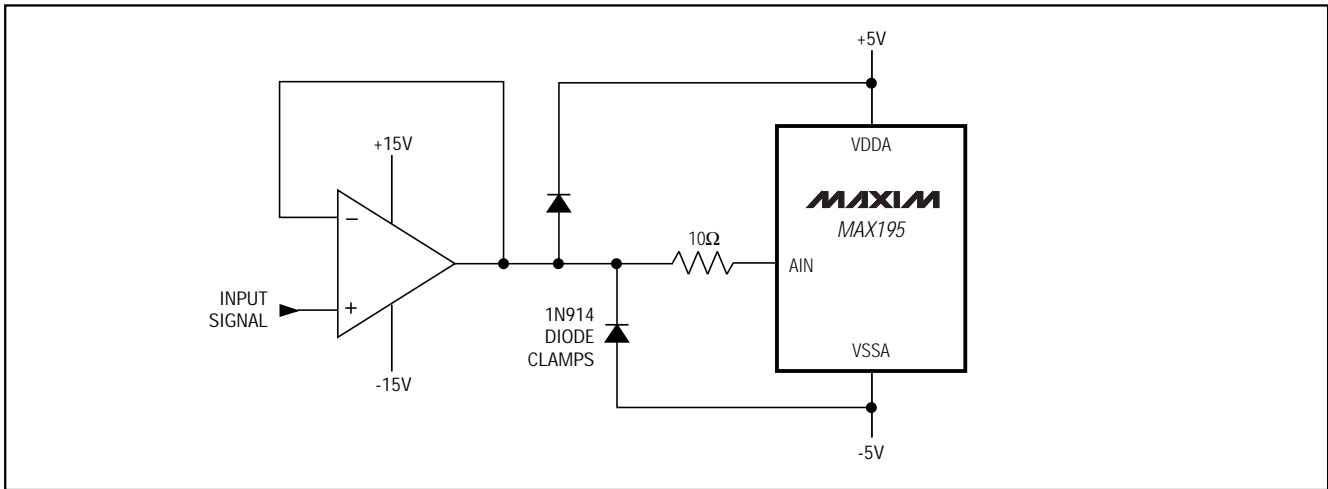 +5V
+15V
VDDA
−
MAXIM
MAX195
10Ω
AIN
INPUT
SIGNAL
+
1N914
DIODE
CLAMPS
VSSA
-15V
-5V